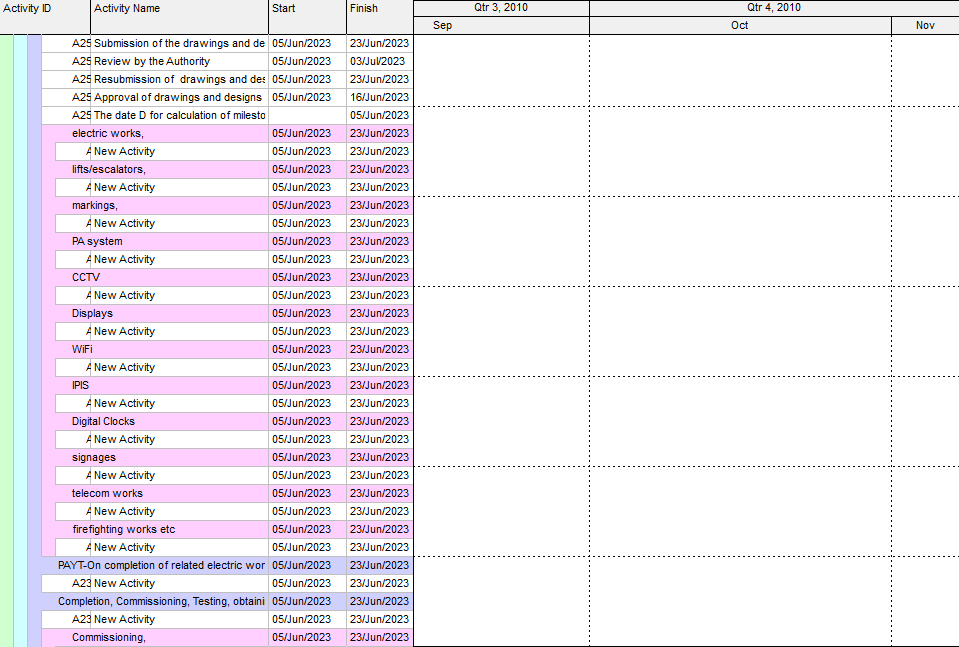 Activity ID Activity Name Start Finish Qtr 3, 2010 Qtr 4, 2010
Sep Oct Nov
A25 Submission of the drawings and de 05/Jun/2023 23/Jun/2023
A25 Review by the Authority 05/Jun/2023 03/Jul/2023
A25 Resubmission of drawings and des 05/Jun/2023 23/Jun/2023
A25 Approval of drawings and designs 05/Jun/2023 16/Jun/2023
A25 The date D for calculation of milesto 05/Jun/2023
electric works, 05/Jun/2023 23/Jun/2023
A New Activity 05/Jun/2023 23/Jun/2023
lifts/escalators, 05/Jun/2023 23/Jun/2023
A New Activity 05/Jun/2023 23/Jun/2023
markings, 05/Jun/2023 23/Jun/2023
A New Activity 05/Jun/2023 23/Jun/2023
PA system 05/Jun/2023 23/Jun/2023
A New Activity 05/Jun/2023 23/Jun/2023
CCTV 05/Jun/2023 23/Jun/2023
A New Activity 05/Jun/2023 23/Jun/2023
Displays 05/Jun/2023 23/Jun/2023
A New Activity 05/Jun/2023 23/Jun/2023
WiFi 05/Jun/2023 23/Jun/2023
A New Activity 05/Jun/2023 23/Jun/2023
IPIS 05/Jun/2023 23/Jun/2023
A New Activity 05/Jun/2023 23/Jun/2023
Digital Clocks 05/Jun/2023 23/Jun/2023
A New Activity 05/Jun/2023 23/Jun/2023
signages 05/Jun/2023 23/Jun/2023
A New Activity 05/Jun/2023 23/Jun/2023
telecom works 05/Jun/2023 23/Jun/2023
A New Activity 05/Jun/2023 23/Jun/2023
firefighting works etc 05/Jun/2023 23/Jun/2023
A New Activity 05/Jun/2023 23/Jun/2023
PAYT-On completion of related electric wor 05/Jun/2023 23/Jun/2023
A23 New Activity 05/Jun/2023 23/Jun/2023
Completion, Commissioning, Testing, obtaini 05/Jun/2023 23/Jun/2023
A23 New Activity 05/Jun/2023 23/Jun/2023
Commissioning, 05/Jun/2023 23/Jun/2023